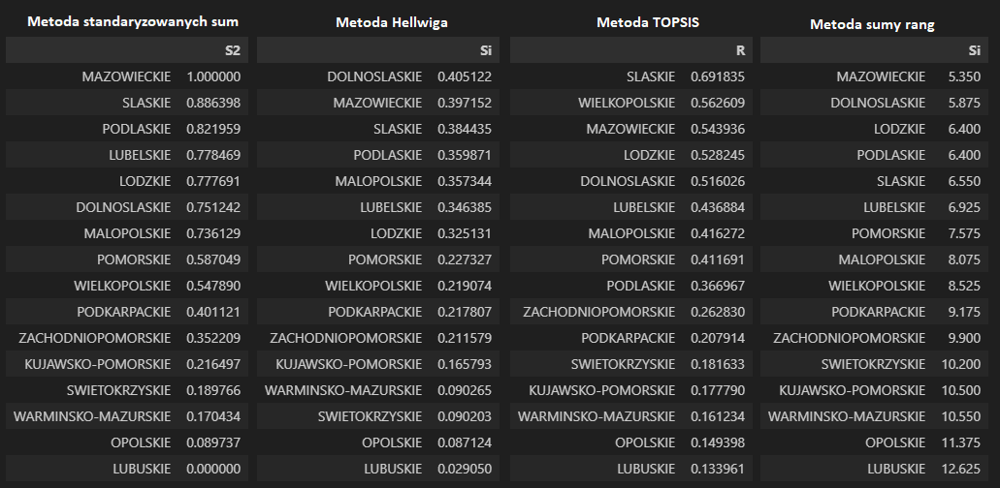 Metoda standaryzowanych sum Metoda Hellwiga Metoda TOPSIS Metoda sumy rang
S2 Si R Si
MAZOWIECKIE 1.000000 DOLNOSLASKIE 0.405122 SLASKIE 0.691835 MAZOWIECKIE 5.350
SLASKIE 0.886398 MAZOWIECKIE 0.397152 WIELKOPOLSKIE 0.562609 DOLNOSLASKIE 5.875
PODLASKIE 0.821959 SLASKIE 0.384435 MAZOWIECKIE 0.543936 LODZKIE 6.400
LUBELSKIE 0.778469 PODLASKIE 0.359871 LODZKIE 0.528245 PODLASKIE 6.400
LODZKIE 0.777691 MALOPOLSKIE 0.357344 DOLNOSLASKIE 0.516026 SLASKIE 6.550
DOLNOSLASKIE 0.751242 LUBELSKIE 0.346385 LUBELSKIE 0.436884 LUBELSKIE 6.925
MALOPOLSKIE 0.736129 LODZKIE 0.325131 MALOPOLSKIE 0.416272 POMORSKIE 7.575
POMORSKIE 0.587049 POMORSKIE 0.227327 POMORSKIE 0.411691 MALOPOLSKIE 8.075
WIELKOPOLSKIE 0.547890 WIELKOPOLSKIE 0.219074 PODLASKIE 0.366967 WIELKOPOLSKIE 8.525
PODKARPACKIE 0.401121 PODKARPACKIE 0.217807 ZACHODNIOPOMORSKIE 0.262830 PODKARPACKIE 9.175
ZACHODNIOPOMORSKIE 0.352209 ZACHODNIOPOMORSKIE 0.211579 PODKARPACKIE 0.207914 ZACHODNIOPOMORSKIE 9.900
KUJAWSKO-POMORSKIE 0.216497 KUJAWSKO-POMORSKIE 0.165793 SWIETOKRZYSKIE 0.181633 SWIETOKRZYSKIE 10.200
SWIETOKRZYSKIE 0.189766 WARMINSKO-MAZURSKIE 0.090265 KUJAWSKO-POMORSKIE 0.177790 KUJAWSKO-POMORSKIE 10.500
WARMINSKO-MAZURSKIE 0.170434 SWIETOKRZYSKIE 0.090203 WARMINSKO-MAZURSKIE 0.161234 WARMINSKO-MAZURSKIE 10.550
OPOLSKIE 0.089737 OPOLSKIE 0.087124 OPOLSKIE 0.149398 OPOLSKIE 11.375
LUBUSKIE 0.000000 LUBUSKIE 0.029050 LUBUSKIE 0.133961 LUBUSKIE 12.625